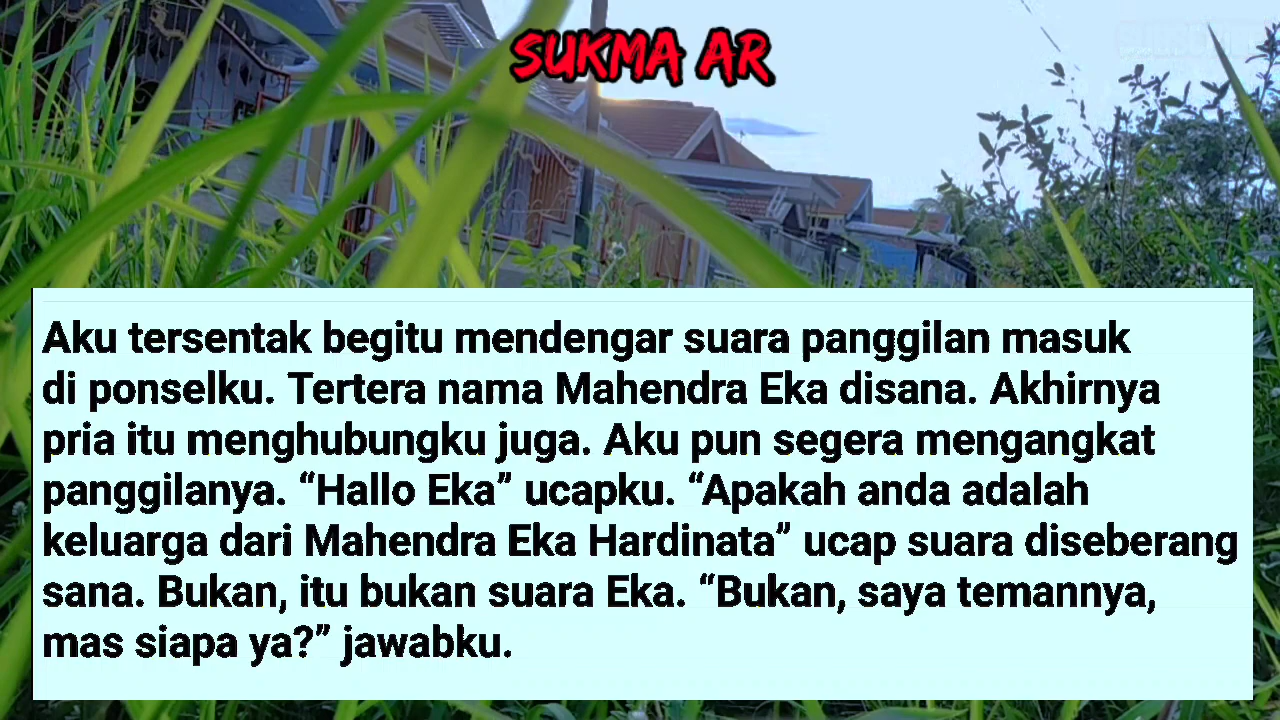 SUKMA AR
Aku tersentak begitu mendengar suara panggilan masuk
di ponselku. Tertera nama Mahendra Eka disana. Akhirnya
pria itu menghubungku juga. Aku pun segera mengangkat
panggilanya. “Hallo Eka” ucapku. “Apakah anda adalah
keluarga dari Mahendra Eka Hardinata” ucap suara diseberang
sana. Bukan, itu bukan suara Eka. “Bukan, saya temannya,
mas siapa ya?” jawabku.